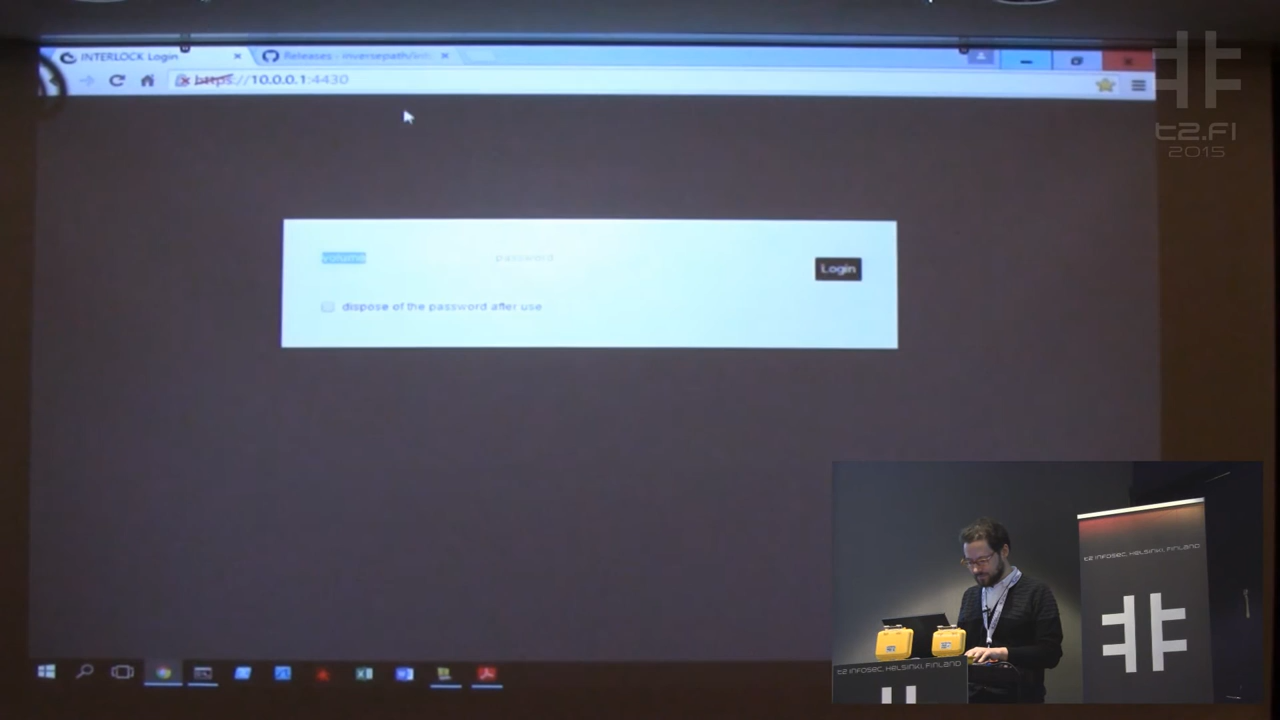 INTERLOCK Login
Releases · inversepath/int
https://10.0.0.1:4430
t2.FI
2015
volume
password
Login
dispose of the password after use
t2 infosec, Helsinki, Finland
t2 infosec, Helsinki, Finland